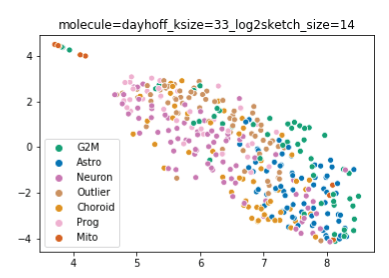 molecule=dayhoff_ksize=33_log2sketch_size=14
4
2
0
−2
−4
G2M
Astro
Neuron
Outlier
Choroid
Prog
Mito
4 5 6 7 8